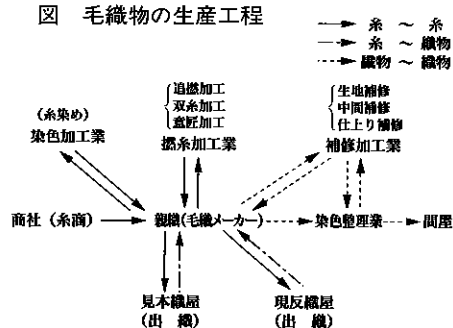 図 毛織物の生産工程
糸 ~ 糸
糸 ~ 織物
織物 ~ 織物
追撚加工
双糸加工
意匠加工
撚糸加工業
生地補修
中間補修
仕上り補修
補修加工業
(糸染め)
染色加工業
商社(糸商)
親織(毛織メーカー)
染色整理業
問屋
見本織屋
(出 織)
現反織屋
(出 織)